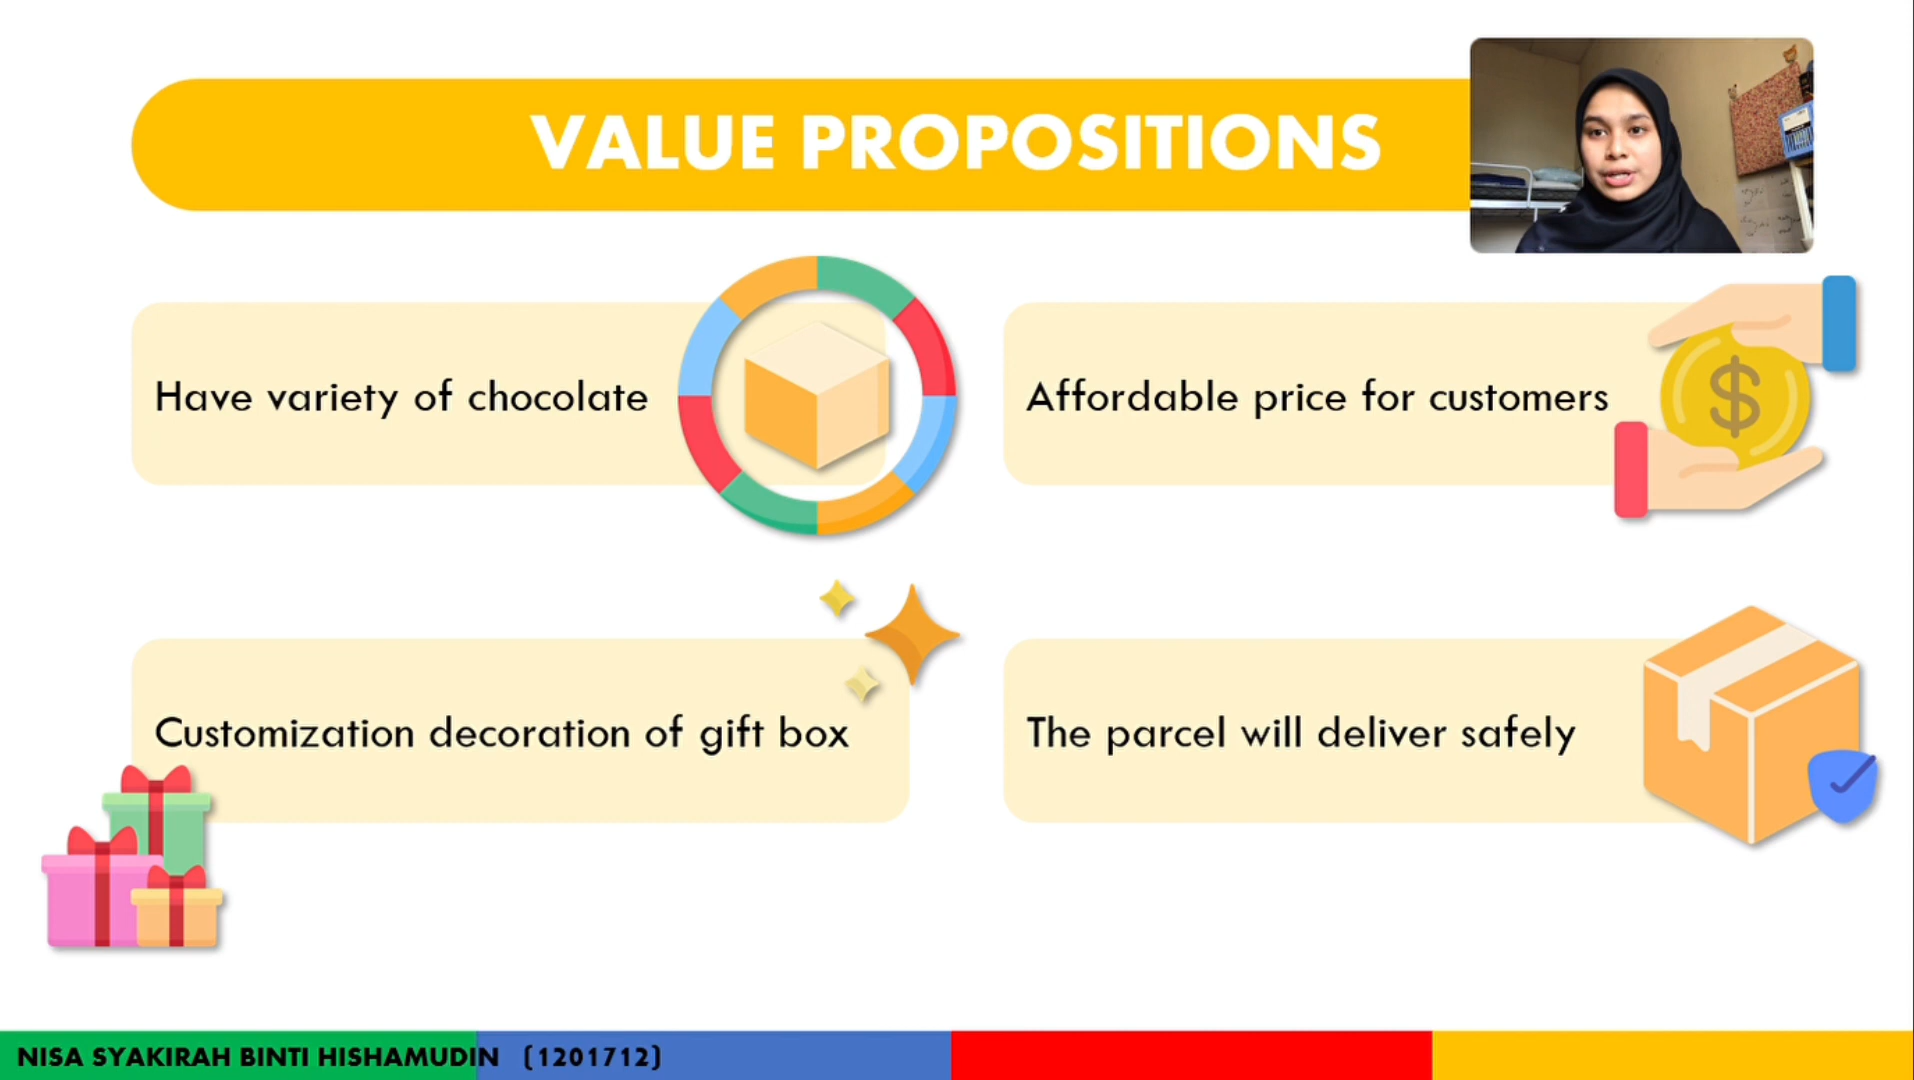 VALUE PROPOSITIONS
Have variety of chocolate
Affordable price for customers
$
Customization decoration of gift box
The parcel will deliver safely
NISA SYAKIRAH BINTI HISHAMUDIN (1201712)